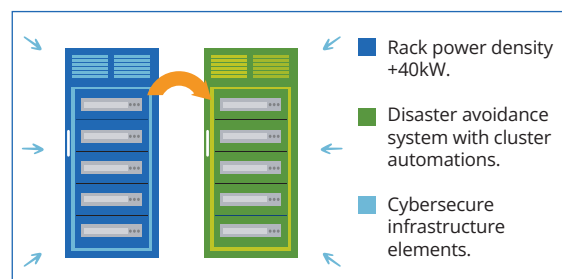 Rack power density
+40kW.
Disaster avoidance
system with cluster
automations.
Cybersecure
infrastructure
elements.